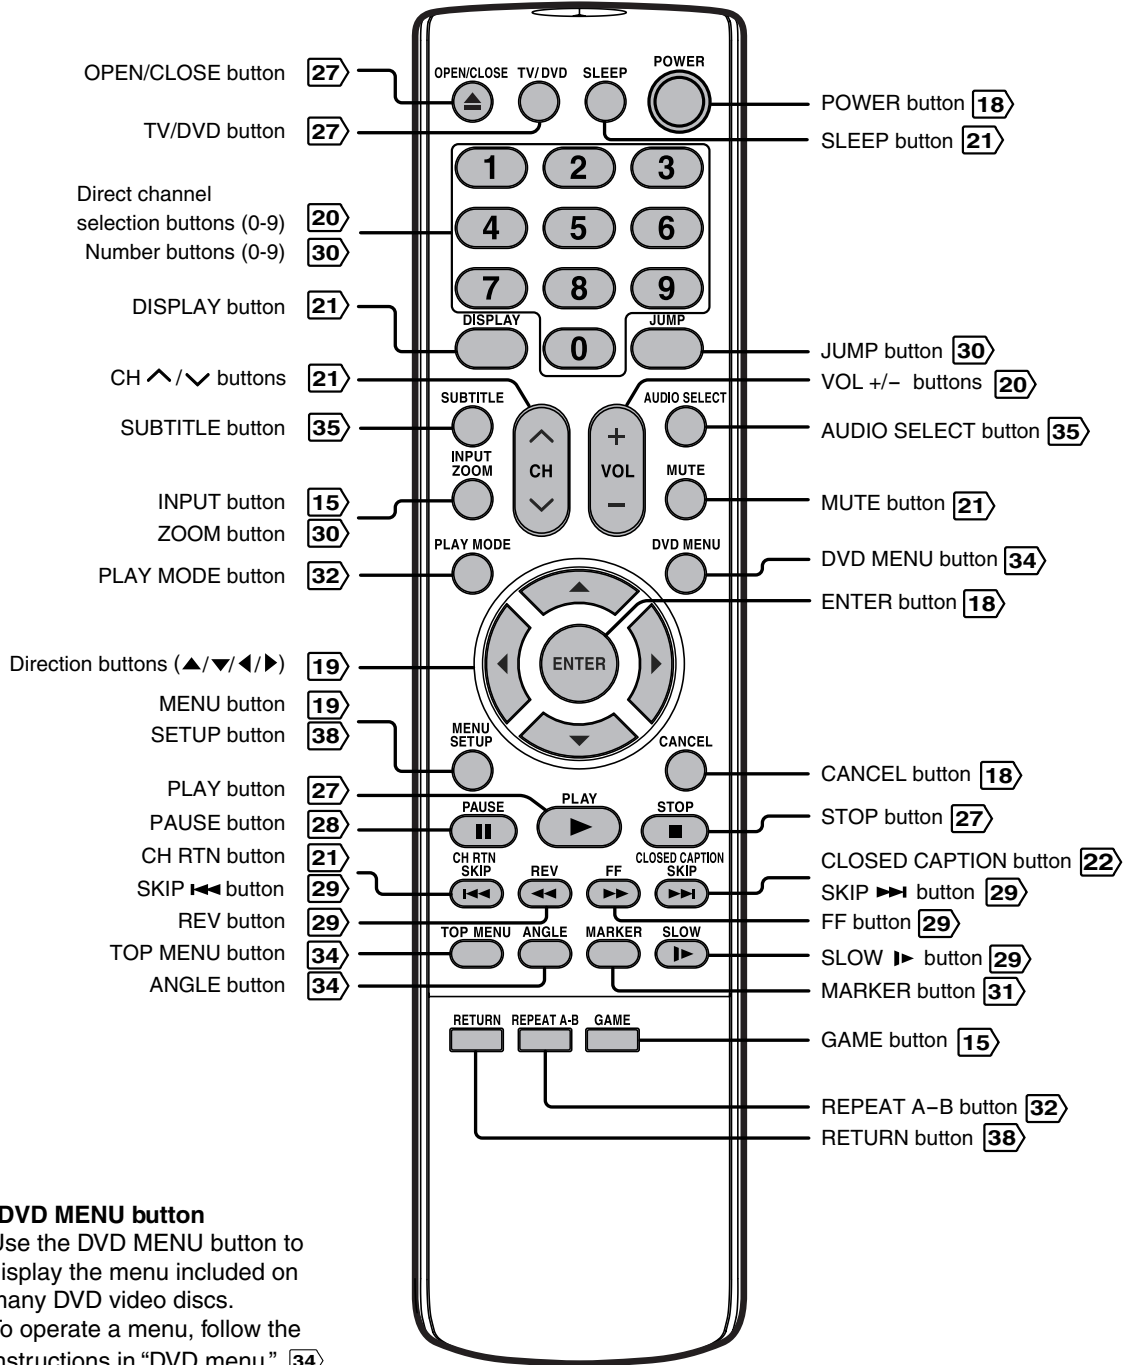 OPEN/CLOSE button 27
TV/DVD button 27
Direct channel
selection buttons (0-9) 20
Number buttons (0-9) 30
DISPLAY button 21
CH / buttons 21
SUBTITLE button 35
INPUT button 15
ZOOM button 30
PLAY MODE button 32
Direction buttons (▲/▼/◀/▶) 19
MENU button 19
SETUP button 38
PLAY button 27
PAUSE button 28
CH RTN button 21
SKIP button 29
REV button 29
TOP MENU button 34
ANGLE button 34
OPEN/CLOSE TV/DVD SLEEP POWER
1 2 3
4 5 6
7 8 9
DISPLAY 0 JUMP
SUBTITLE AUDIO SELECT
INPUT
ZOOM CH + VOL − MUTE
PLAY MODE DVD MENU
ENTER
MENU
SETUP CANCEL
PAUSE PLAY STOP
CH RTN CLOSED CAPTION
SKIP REV FF SKIP
TOP MENU ANGLE MARKER SLOW
RETURN REPEAT A-B GAME
POWER button 18
SLEEP button 21
JUMP button 30
VOL +/− buttons 20
AUDIO SELECT button 35
MUTE button 21
DVD MENU button 34
ENTER button 18
CANCEL button 18
STOP button 27
CLOSED CAPTION button 22
SKIP button 29
FF button 29
SLOW button 29
MARKER button 31
GAME button 15
REPEAT A−B button 32
RETURN button 38
DVD MENU button
Use the DVD MENU button to
display the menu included on
many DVD video discs.
To operate a menu, follow the
instructions in “DVD menu.” 34